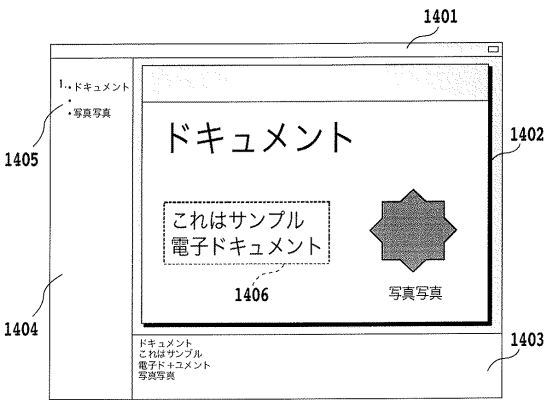 1401
1.・ドキュメント
・
・写真写真
1405
1404
ドキュメント
これはサンプル
電子ドキュメント
1406
写真写真
1402
ドキュメント
これはサンプル
電子ド+ユメント
写真写真
1403